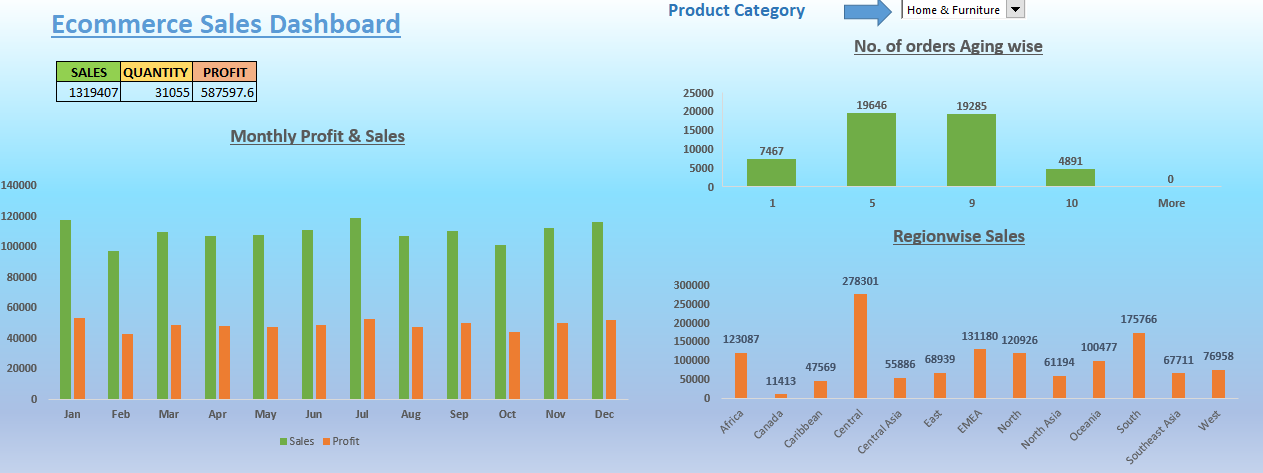 Ecommerce Sales Dashboard
Product Category
Home & Furniture
SALES QUANTITY PROFIT
1319407 31055 587597.6
Monthly Profit & Sales
140000
120000
100000
80000
60000
40000
20000
0
Jan Feb Mar Apr May Jun Jul Aug Sep Oct Nov Dec
Sales Profit
No. of orders Aging wise
25000
20000
15000
10000
5000
0
7467 19646 19285 4891 0
1 5 9 10 More
Regionwise Sales
300000
250000
200000
150000
100000
50000
0
123087 11413 47569 278301 55886 68939 131180 120926 61194 100477 175766 67711 76958
Africa Canada Caribbean Central Central Asia East EMEA North North Asia Oceania South Southeast Asia West